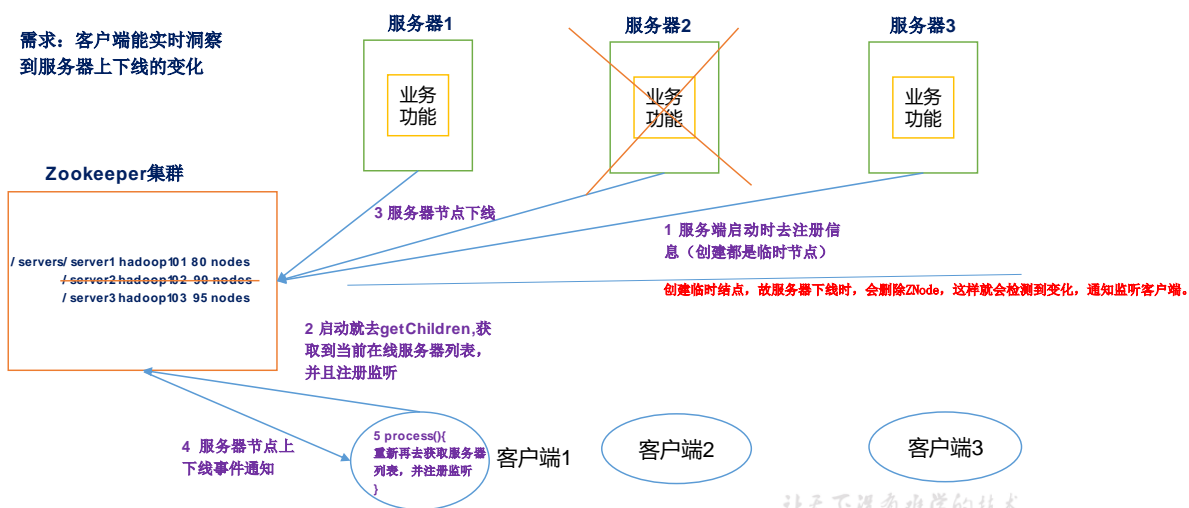 需求：客户端能实时洞察
到服务器上下线的变化
服务器1
服务器2
服务器3
业务
功能
业务
功能
业务
功能
Zookeeper集群
3 服务器节点下线
1 服务端启动时去注册信
息（创建都是临时节点）
/ servers/ server1 hadoop101 80 nodes
/ server2 hadoop102 90 nodes
/ server3 hadoop103 95 nodes
创建临时结点，故服务器下线时，会删除ZNode，这样就会检测到变化，通知监听客户端。
2 启动就去getChildren,获
取到当前在线服务器列表，
并且注册监听
4 服务器节点上
下线事件通知
5 process(){
重新再去获取服务器
列表，并注册监听
}
客户端1
客户端2
客户端3
让天下没有难学的技术